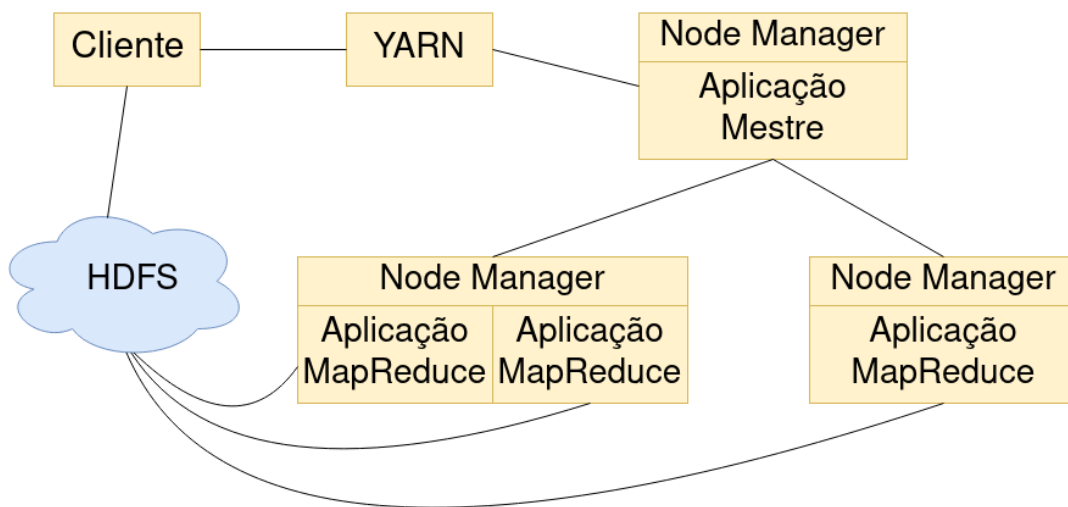 Cliente
YARN
Node Manager
Aplicação
Mestre
HDFS
Node Manager
Aplicação
MapReduce
Aplicação
MapReduce
Node Manager
Aplicação
MapReduce